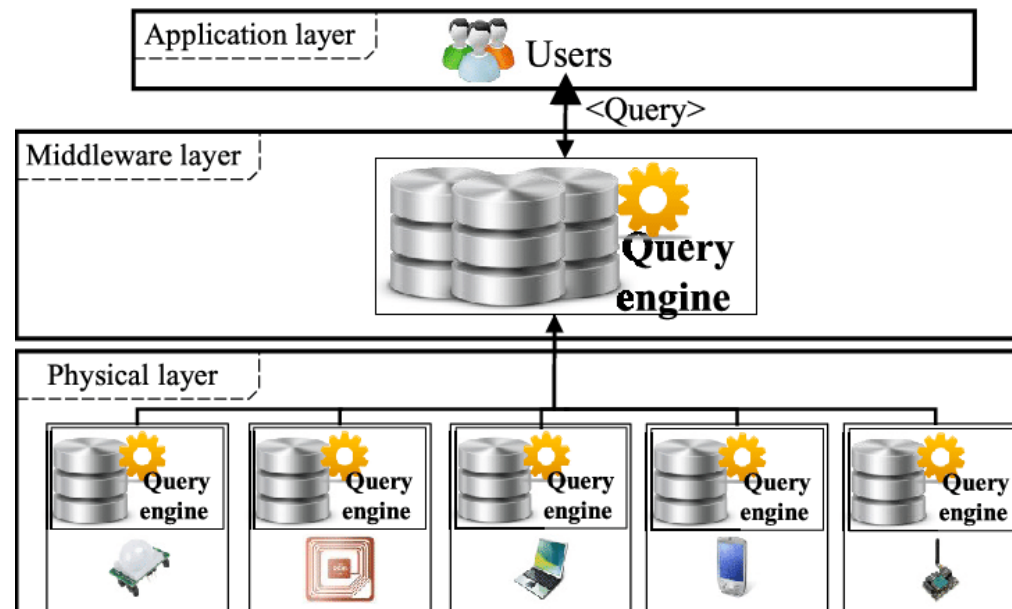 Application layer
Users
<Query>
Middleware layer
Query
engine
Physical layer
Query
engine
Query
engine
Query
engine
Query
engine
Query
engine